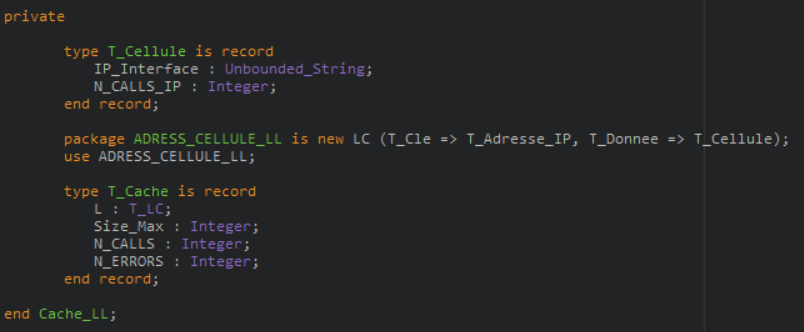 private
type T_Cellule is record
IP_Interface : Unbounded_String;
N_CALLS_IP : Integer;
end record;
package ADRESS_CELLULE_LL is new LC (T_Cle => T_Adresse_IP, T_Donnee => T_Cellule);
use ADRESS_CELLULE_LL;
type T_Cache is record
L : T_LC;
Size_Max : Integer;
N_CALLS : Integer;
N_ERRORS : Integer;
end record;
end Cache_LL;